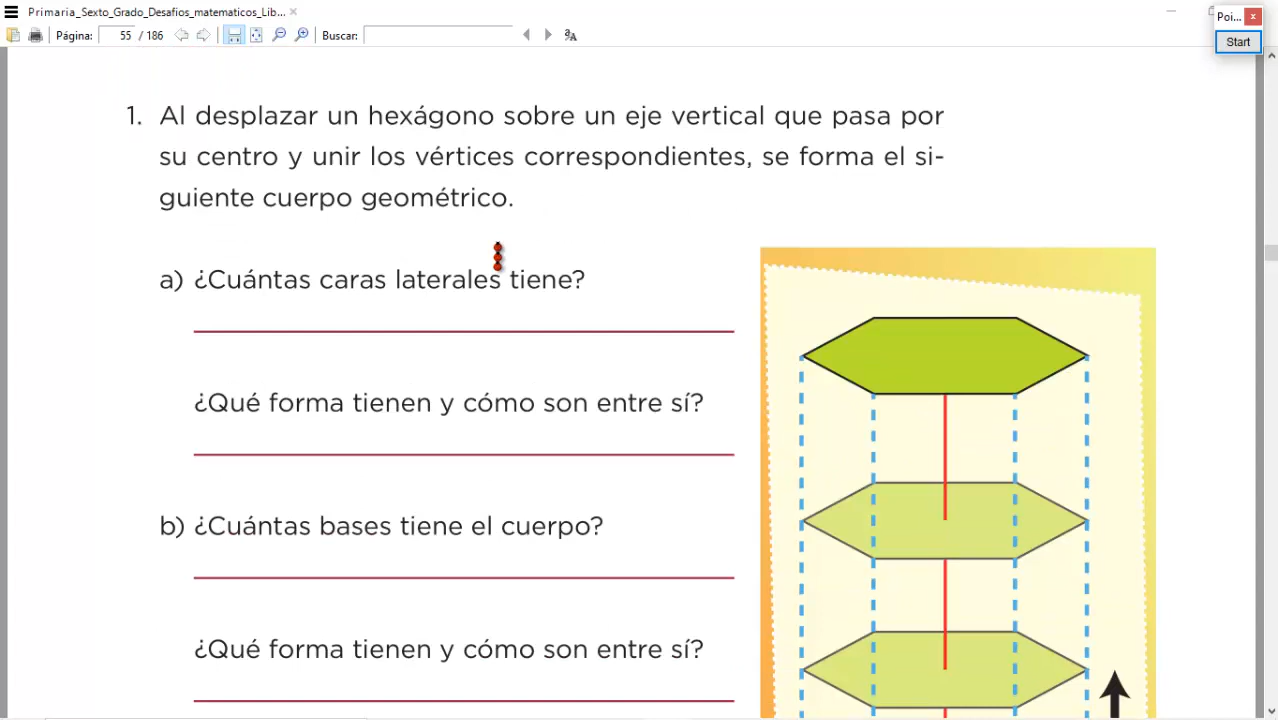 Primaria_Sexto_Grado_Desafios_matematicos_Lib...
Poi...
Página: 55 / 186 Buscar:
Start
1. Al desplazar un hexágono sobre un eje vertical que pasa por
su centro y unir los vértices correspondientes, se forma el si-
guiente cuerpo geométrico.
a) ¿Cuántas caras laterales tiene?
¿Qué forma tienen y cómo son entre sí?
b) ¿Cuántas bases tiene el cuerpo?
¿Qué forma tienen y cómo son entre sí?